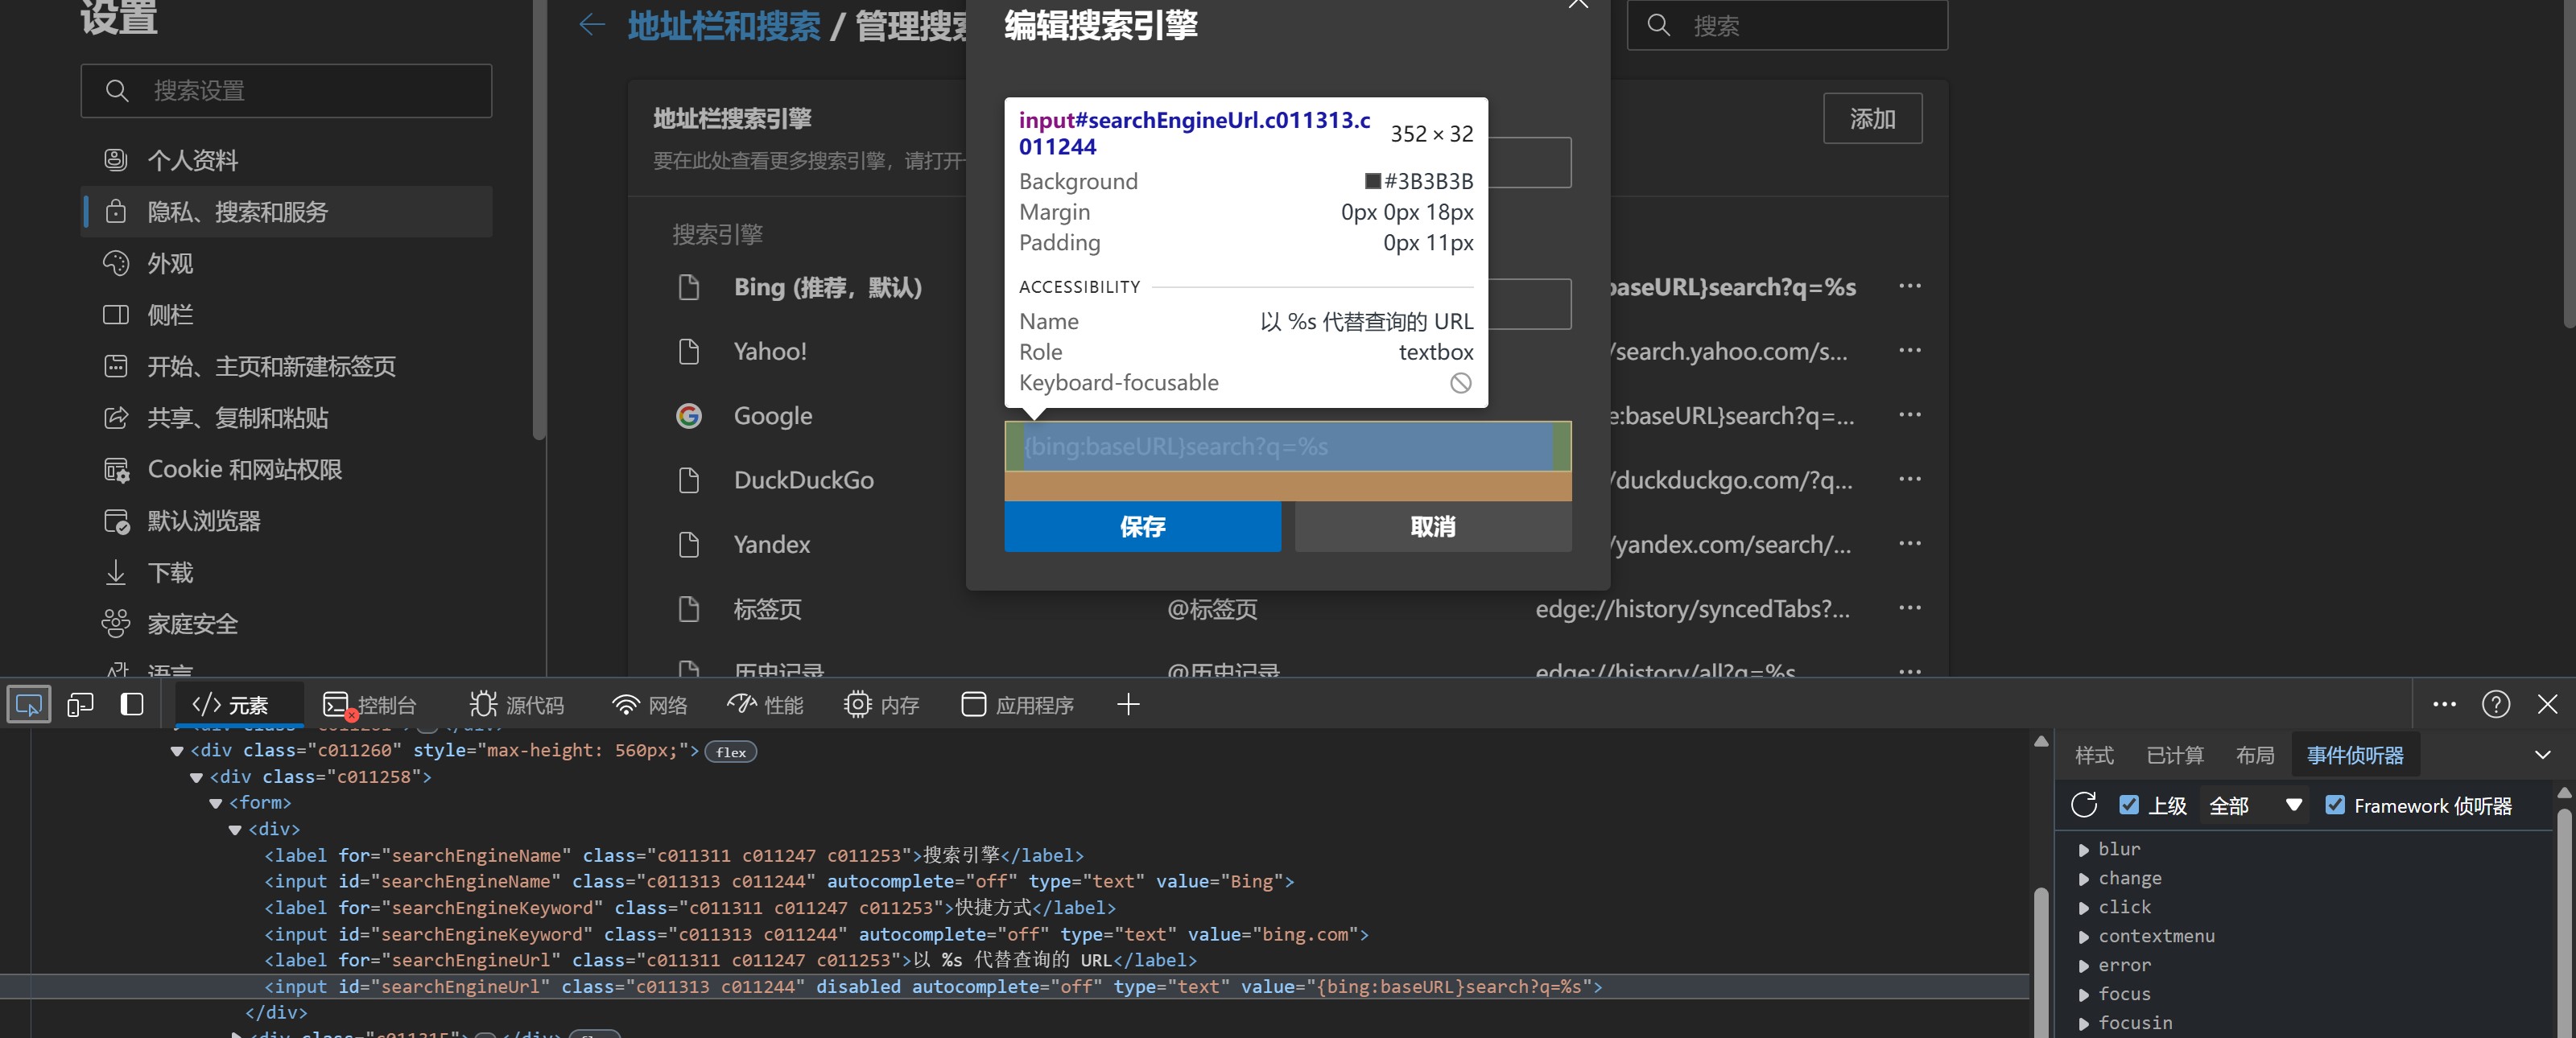 设置
搜索设置
个人资料
隐私、搜索和服务
外观
侧栏
开始、主页和新建标签页
共享、复制和粘贴
Cookie 和网站权限
默认浏览器
下载
家庭安全
语言
地址栏和搜索 / 管理搜索
搜索
地址栏搜索引擎
要在此处查看更多搜索引擎，请打开
添加
搜索引擎
Bing (推荐，默认)
baseURL}search?q=%s
Yahoo!
/search.yahoo.com/s...
Google
e:baseURL}search?q=...
DuckDuckGo
/duckduckgo.com/?q...
Yandex
/yandex.com/search/...
标签页
@标签页
edge://history/syncedTabs?...
历史记录
@历史记录
edge://history/all?q=%s
编辑搜索引擎
input#searchEngineUrl.c011313.c
011244
352 × 32
Background #3B3B3B
Margin 0px 0px 18px
Padding 0px 11px
ACCESSIBILITY
Name 以 %s 代替查询的 URL
Role textbox
Keyboard-focusable
{bing:baseURL}search?q=%s
保存 取消
元素 控制台 源代码 网络 性能 内存 应用程序
<div class="c011260" style="max-height: 560px;"> flex
<div class="c011258">
<form>
<div>
<label for="searchEngineName" class="c011311 c011247 c011253">搜索引擎</label>
<input id="searchEngineName" class="c011313 c011244" autocomplete="off" type="text" value="Bing">
<label for="searchEngineKeyword" class="c011311 c011247 c011253">快捷方式</label>
<input id="searchEngineKeyword" class="c011313 c011244" autocomplete="off" type="text" value="bing.com">
<label for="searchEngineUrl" class="c011311 c011247 c011253">以 %s 代替查询的 URL</label>
<input id="searchEngineUrl" class="c011313 c011244" disabled autocomplete="off" type="text" value="{bing:baseURL}search?q=%s">
</div>
样式 已计算 布局 事件侦听器
上级 全部 Framework 侦听器
blur
change
click
contextmenu
error
focus
focusin